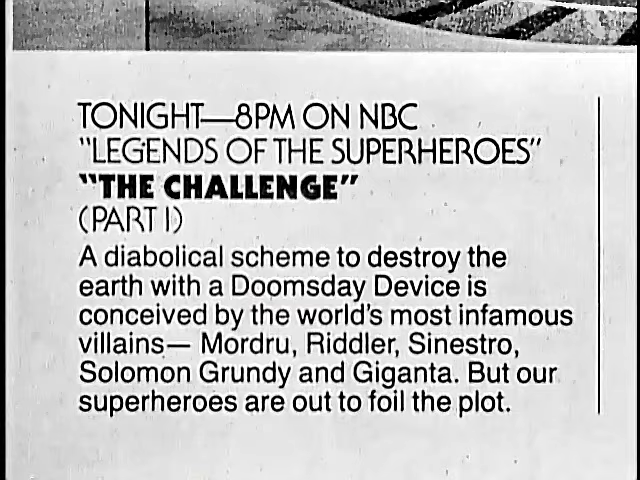 TONIGHT—8PM ON NBC
"LEGENDS OF THE SUPERHEROES"
"THE CHALLENGE"
(PART I)
A diabolical scheme to destroy the
earth with a Doomsday Device is
conceived by the world's most infamous
villains— Mordru, Riddler, Sinestro,
Solomon Grundy and Giganta. But our
superheroes are out to foil the plot.